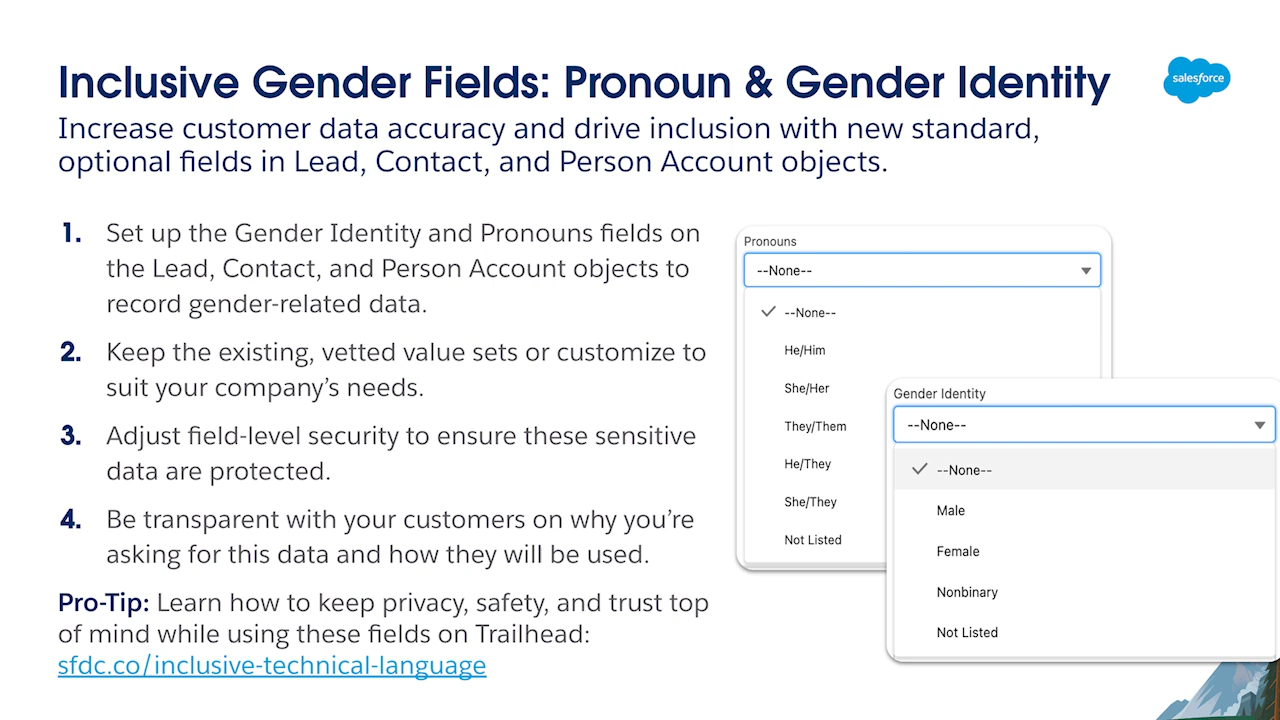 Inclusive Gender Fields: Pronoun & Gender Identity
salesforce
Increase customer data accuracy and drive inclusion with new standard,
optional fields in Lead, Contact, and Person Account objects.
1. Set up the Gender Identity and Pronouns fields on
the Lead, Contact, and Person Account objects to
record gender-related data.
2. Keep the existing, vetted value sets or customize to
suit your company’s needs.
3. Adjust field-level security to ensure these sensitive
data are protected.
4. Be transparent with your customers on why you’re
asking for this data and how they will be used.
Pro-Tip: Learn how to keep privacy, safety, and trust top
of mind while using these fields on Trailhead:
sfdc.co/inclusive-technical-language
Pronouns
--None--
--None--
He/Him
She/Her
They/Them
He/They
She/They
Not Listed
Gender Identity
--None--
--None--
Male
Female
Nonbinary
Not Listed